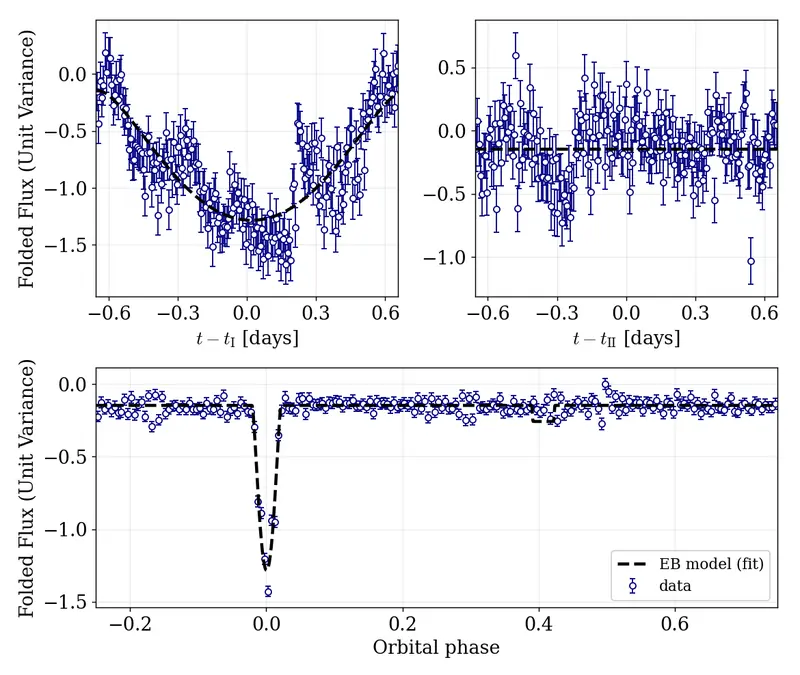 Folded Flux (Unit Variance)
0.0
−0.5
−1.0
−1.5
−0.6 −0.3 0.0 0.3 0.6
t − tI [days]
0.5
0.0
−0.5
−1.0
−0.6 −0.3 0.0 0.3 0.6
t − tII [days]
Folded Flux (Unit Variance)
0.0
−0.5
−1.0
−1.5
−0.2 0.0 0.2 0.4 0.6
Orbital phase
EB model (fit)
data